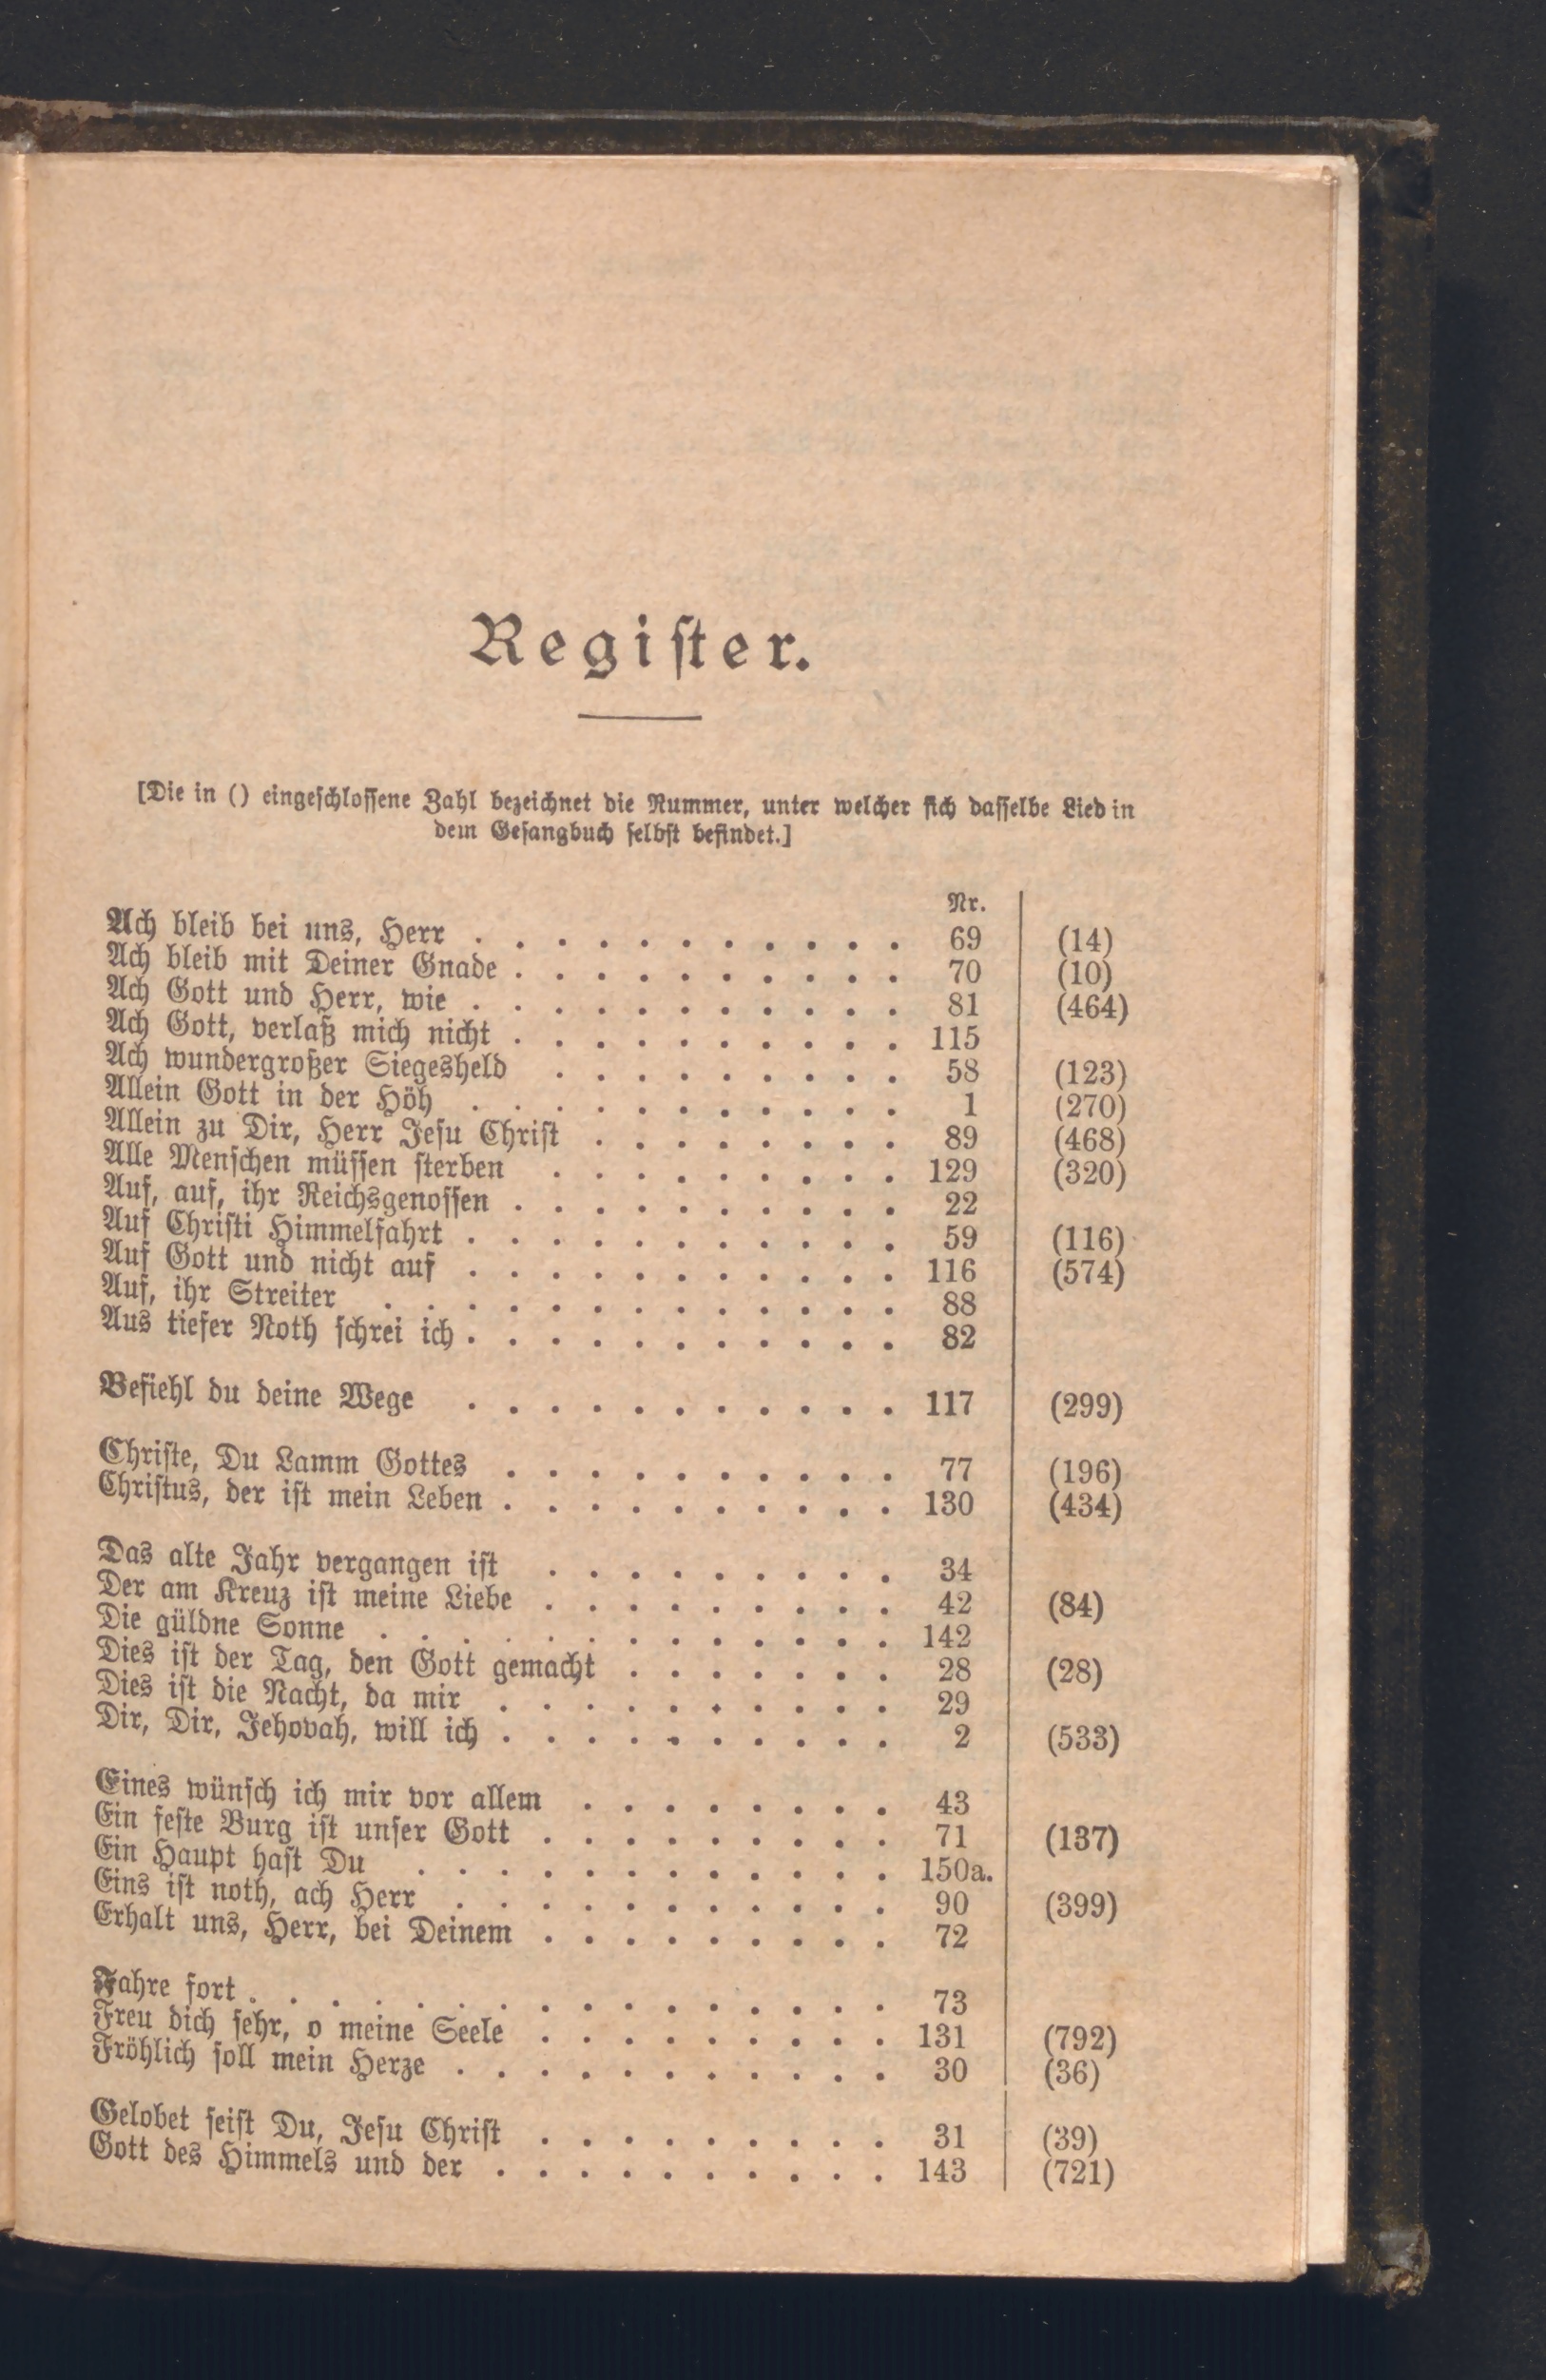 Regiſter.
[Die in () eingeſchloſſene Zahl bezeichnet die Nummer, unter welcher ſich daſſelbe Lied in
dem Geſangbuch ſelbſt befindet.]
Nr.
Ach bleib bei uns, Herr . . . . . . . . . . . 69 (14)
Ach bleib mit Deiner Gnade . . . . . . . . . . 70 (10)
Ach Gott und Herr, wie . . . . . . . . . . . 81 (464)
Ach Gott, verlaß mich nicht . . . . . . . . . . 115
Ach wundergroßer Siegesheld . . . . . . . . . 58 (123)
Allein Gott in der Höh . . . . . . . . . . . 1 (270)
Allein zu Dir, Herr Jeſu Chriſt . . . . . . . . 89 (468)
Alle Menſchen müſſen ſterben . . . . . . . . . 129 (320)
Auf, auf, ihr Reichsgenoſſen . . . . . . . . . . 22
Auf Chriſti Himmelfahrt . . . . . . . . . . . 59 (116)
Auf Gott und nicht auf . . . . . . . . . . . 116 (574)
Auf, ihr Streiter . . . . . . . . . . . . . 88
Aus tiefer Noth ſchrei ich . . . . . . . . . . . 82
Befiehl du deine Wege . . . . . . . . . . . 117 (299)
Chriſte, Du Lamm Gottes . . . . . . . . . . 77 (196)
Chriſtus, der iſt mein Leben . . . . . . . . . . 130 (434)
Das alte Jahr vergangen iſt . . . . . . . . . 34
Der am Kreuz iſt meine Liebe . . . . . . . . . 42 (84)
Die güldne Sonne . . . . . . . . . . . . . 142
Dies iſt der Tag, den Gott gemacht . . . . . . . 28 (28)
Dies iſt die Nacht, da mir . . . . . . . . . . 29
Dir, Dir, Jehovah, will ich . . . . . . . . . . 2 (533)
Eines wünſch ich mir vor allem . . . . . . . . 43
Ein feſte Burg iſt unſer Gott . . . . . . . . . 71 (137)
Ein Haupt haſt Du . . . . . . . . . . . . 150a.
Eins iſt noth, ach Herr . . . . . . . . . . . 90 (399)
Erhalt uns, Herr, bei Deinem . . . . . . . . . 72
Fahre fort . . . . . . . . . . . . . . . . 73
Freu dich ſehr, o meine Seele . . . . . . . . . 131 (792)
Fröhlich ſoll mein Herze . . . . . . . . . . . 30 (36)
Gelobet ſeiſt Du, Jeſu Chriſt . . . . . . . . . 31 (39)
Gott des Himmels und der . . . . . . . . . . 143 (721)